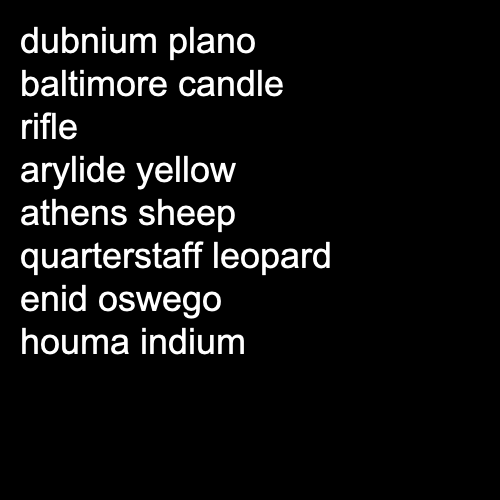 dubnium plano
baltimore candle
rifle
arylide yellow
athens sheep
quarterstaff leopard
enid oswego
houma indium